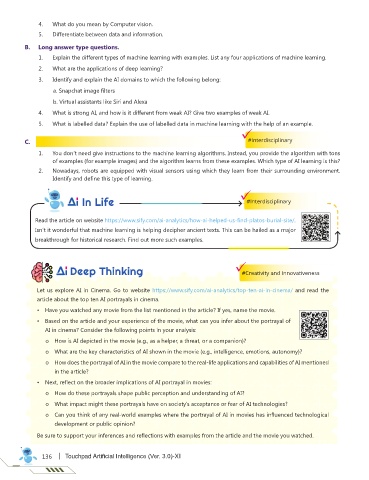 4. What do you mean by Computer vision.
5. Differentiate between data and information.
B. Long answer type questions.
1. Explain the different types of machine learning with examples. List any four applications of machine learning.
2. What are the applications of deep learning?
3. Identify and explain the AI domains to which the following belong:
a. Snapchat image filters
b. Virtual assistants like Siri and Alexa
4. What is strong AI, and how is it different from weak AI? Give two examples of weak AI.
5. What is labelled data? Explain the use of labelled data in machine learning with the help of an example.
C.
#Interdisciplinary
1. You don't need give instructions to the machine learning algorithms. Instead, you provide the algorithm with tons
of examples (for example images) and the algorithm learns from these examples. Which type of AI learning is this?
2. Nowadays, robots are equipped with visual sensors using which they learn from their surrounding environment.
Identify and define this type of learning.
Ai In Life
#Interdisciplinary
Read the article on website https://www.sify.com/ai-analytics/how-ai-helped-us-find-platos-burial-site/.
Isn't it wonderful that machine learning is helping decipher ancient texts. This can be hailed as a major
breakthrough for historical research. Find out more such examples.
Ai Deep Thinking
#Creativity and Innovativeness
Let us explore AI in Cinema. Go to website https://www.sify.com/ai-analytics/top-ten-ai-in-cinema/ and read the
article about the top ten AI portrayals in cinema.
• Have you watched any movie from the list mentioned in the article? If yes, name the movie.
• Based on the article and your experience of the movie, what can you infer about the portrayal of
AI in cinema? Consider the following points in your analysis:
o How is AI depicted in the movie (e.g., as a helper, a threat, or a companion)?
o What are the key characteristics of AI shown in the movie (e.g., intelligence, emotions, autonomy)?
o How does the portrayal of AI in the movie compare to the real-life applications and capabilities of AI mentioned
in the article?
• Next, reflect on the broader implications of AI portrayal in movies:
o How do these portrayals shape public perception and understanding of AI?
o What impact might these portrayals have on society's acceptance or fear of AI technologies?
o Can you think of any real-world examples where the portrayal of AI in movies has influenced technological
development or public opinion?
Be sure to support your inferences and reflections with examples from the article and the movie you watched.
136 | Touchpad Artificial Intelligence (Ver. 3.0)-XI